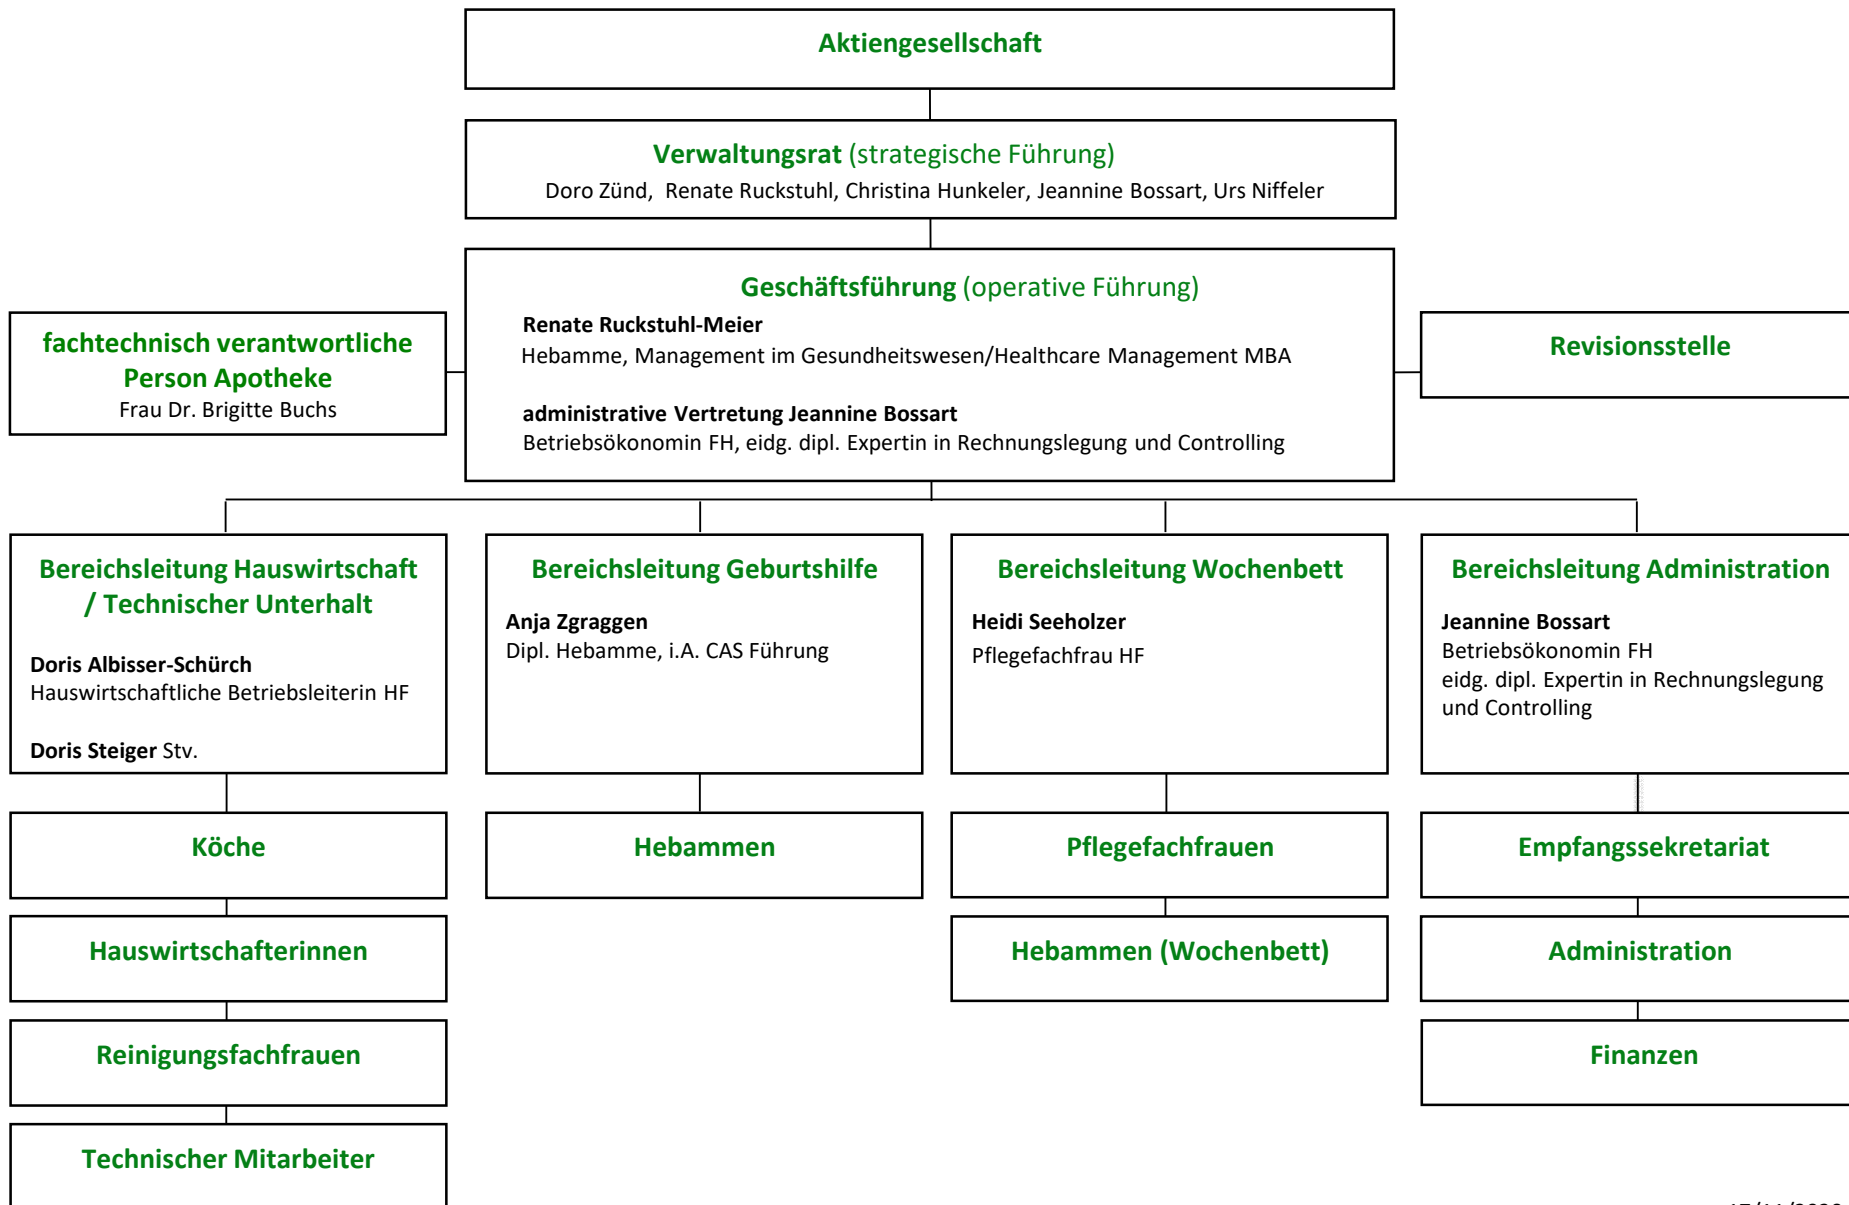 Aktiengesellschaft
Verwaltungsrat (strategische Führung)
Doro Zünd, Renate Ruckstuhl, Christina Hunkeler, Jeannine Bossart, Urs Niffeler
Geschäftsführung (operative Führung)
Renate Ruckstuhl-Meier
Hebamme, Management im Gesundheitswesen/Healthcare Management MBA
administrative Vertretung Jeannine Bossart
Betriebsökonomin FH, eidg. dipl. Expertin in Rechnungslegung und Controlling
fachtechnisch verantwortliche
Person Apotheke
Frau Dr. Brigitte Buchs
Revisionsstelle
Bereichsleitung Hauswirtschaft
/ Technischer Unterhalt
Doris Albisser-Schürch
Hauswirtschaftliche Betriebsleiterin HF
Doris Steiger Stv.
Bereichsleitung Geburtshilfe
Anja Zgraggen
Dipl. Hebamme, i.A. CAS Führung
Bereichsleitung Wochenbett
Heidi Seeholzer
Pflegefachfrau HF
Bereichsleitung Administration
Jeannine Bossart
Betriebsökonomin FH
eidg. dipl. Expertin in Rechnungslegung
und Controlling
Köche
Hebammen
Pflegefachfrauen
Empfangssekretariat
Hauswirtschafterinnen
Hebammen (Wochenbett)
Administration
Reinigungsfachfrauen
Finanzen
Technischer Mitarbeiter